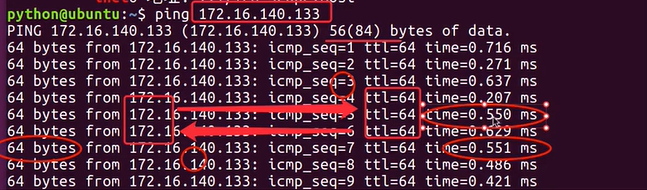 python@ubuntu:~$ ping 172.16.140.133
PING 172.16.140.133 (172.16.140.133) 56(84) bytes of data.
64 bytes from 172.16.140.133: icmp_seq=1 ttl=64 time=0.716 ms
64 bytes from 172.16.140.133: icmp_seq=2 ttl=64 time=0.271 ms
64 bytes from 172.16.140.133: icmp_seq=3 ttl=64 time=0.637 ms
64 bytes from 172.16.140.133: icmp_seq=4 ttl=64 time=0.207 ms
64 bytes from 172.16.140.133: icmp_seq=5 ttl=64 time=0.550 ms
64 bytes from 172.16.140.133: icmp_seq=6 ttl=64 time=0.629 ms
64 bytes from 172.16.140.133: icmp_seq=7 ttl=64 time=0.551 ms
64 bytes from 172.16.140.133: icmp_seq=8 ttl=64 time=0.486 ms
64 bytes from 172.16.140.133: icmp_seq=9 ttl=64 time=0.421 ms